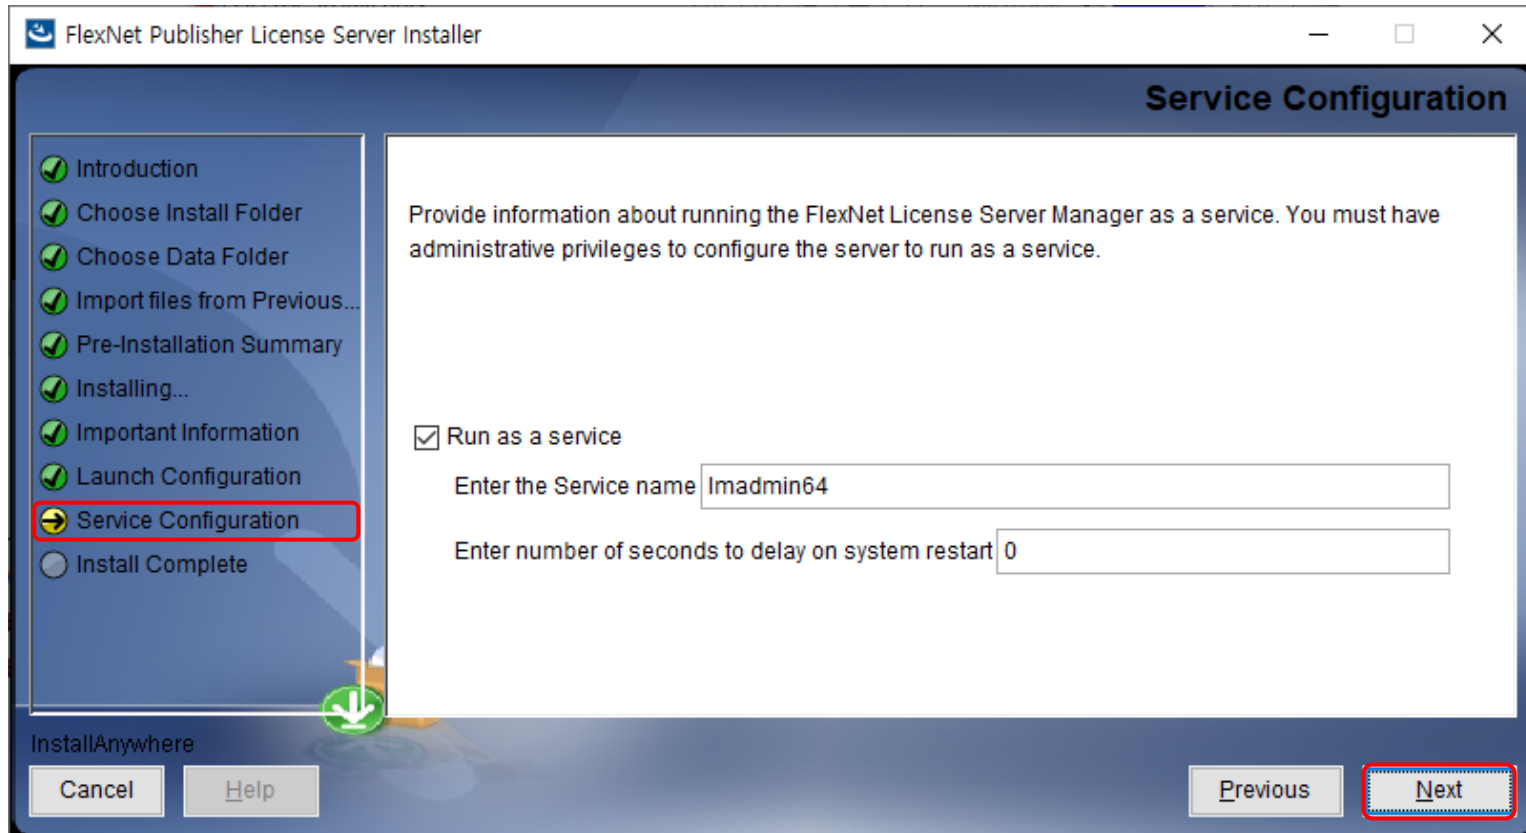 FlexNet Publisher License Server Installer
Service Configuration
Introduction
Choose Install Folder
Choose Data Folder
Import files from Previous...
Pre-Installation Summary
Installing...
Important Information
Launch Configuration
Service Configuration
Install Complete
Provide information about running the FlexNet License Server Manager as a service. You must have
administrative privileges to configure the server to run as a service.
Run as a service
Enter the Service name lmadmin64
Enter number of seconds to delay on system restart 0
InstallAnywhere
Cancel
Help
Previous
Next